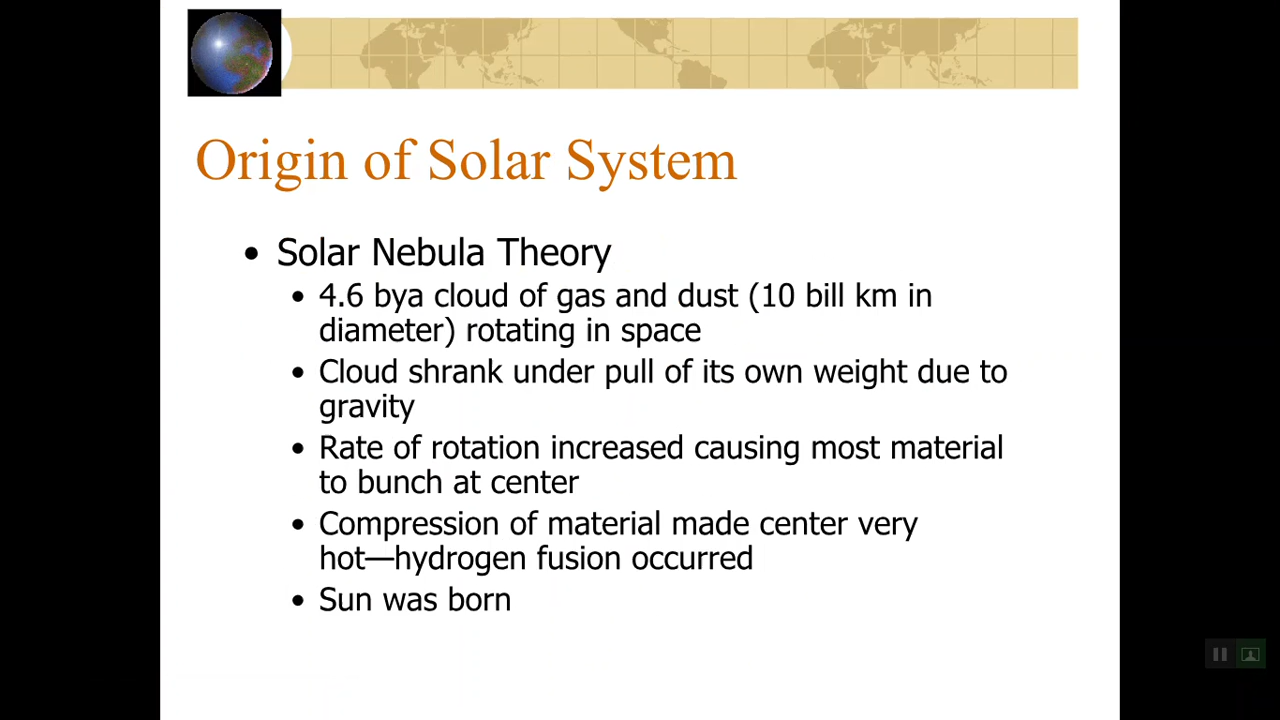 Origin of Solar System
• Solar Nebula Theory
• 4.6 bya cloud of gas and dust (10 bill km in
diameter) rotating in space
• Cloud shrank under pull of its own weight due to
gravity
• Rate of rotation increased causing most material
to bunch at center
• Compression of material made center very
hot—hydrogen fusion occurred
• Sun was born